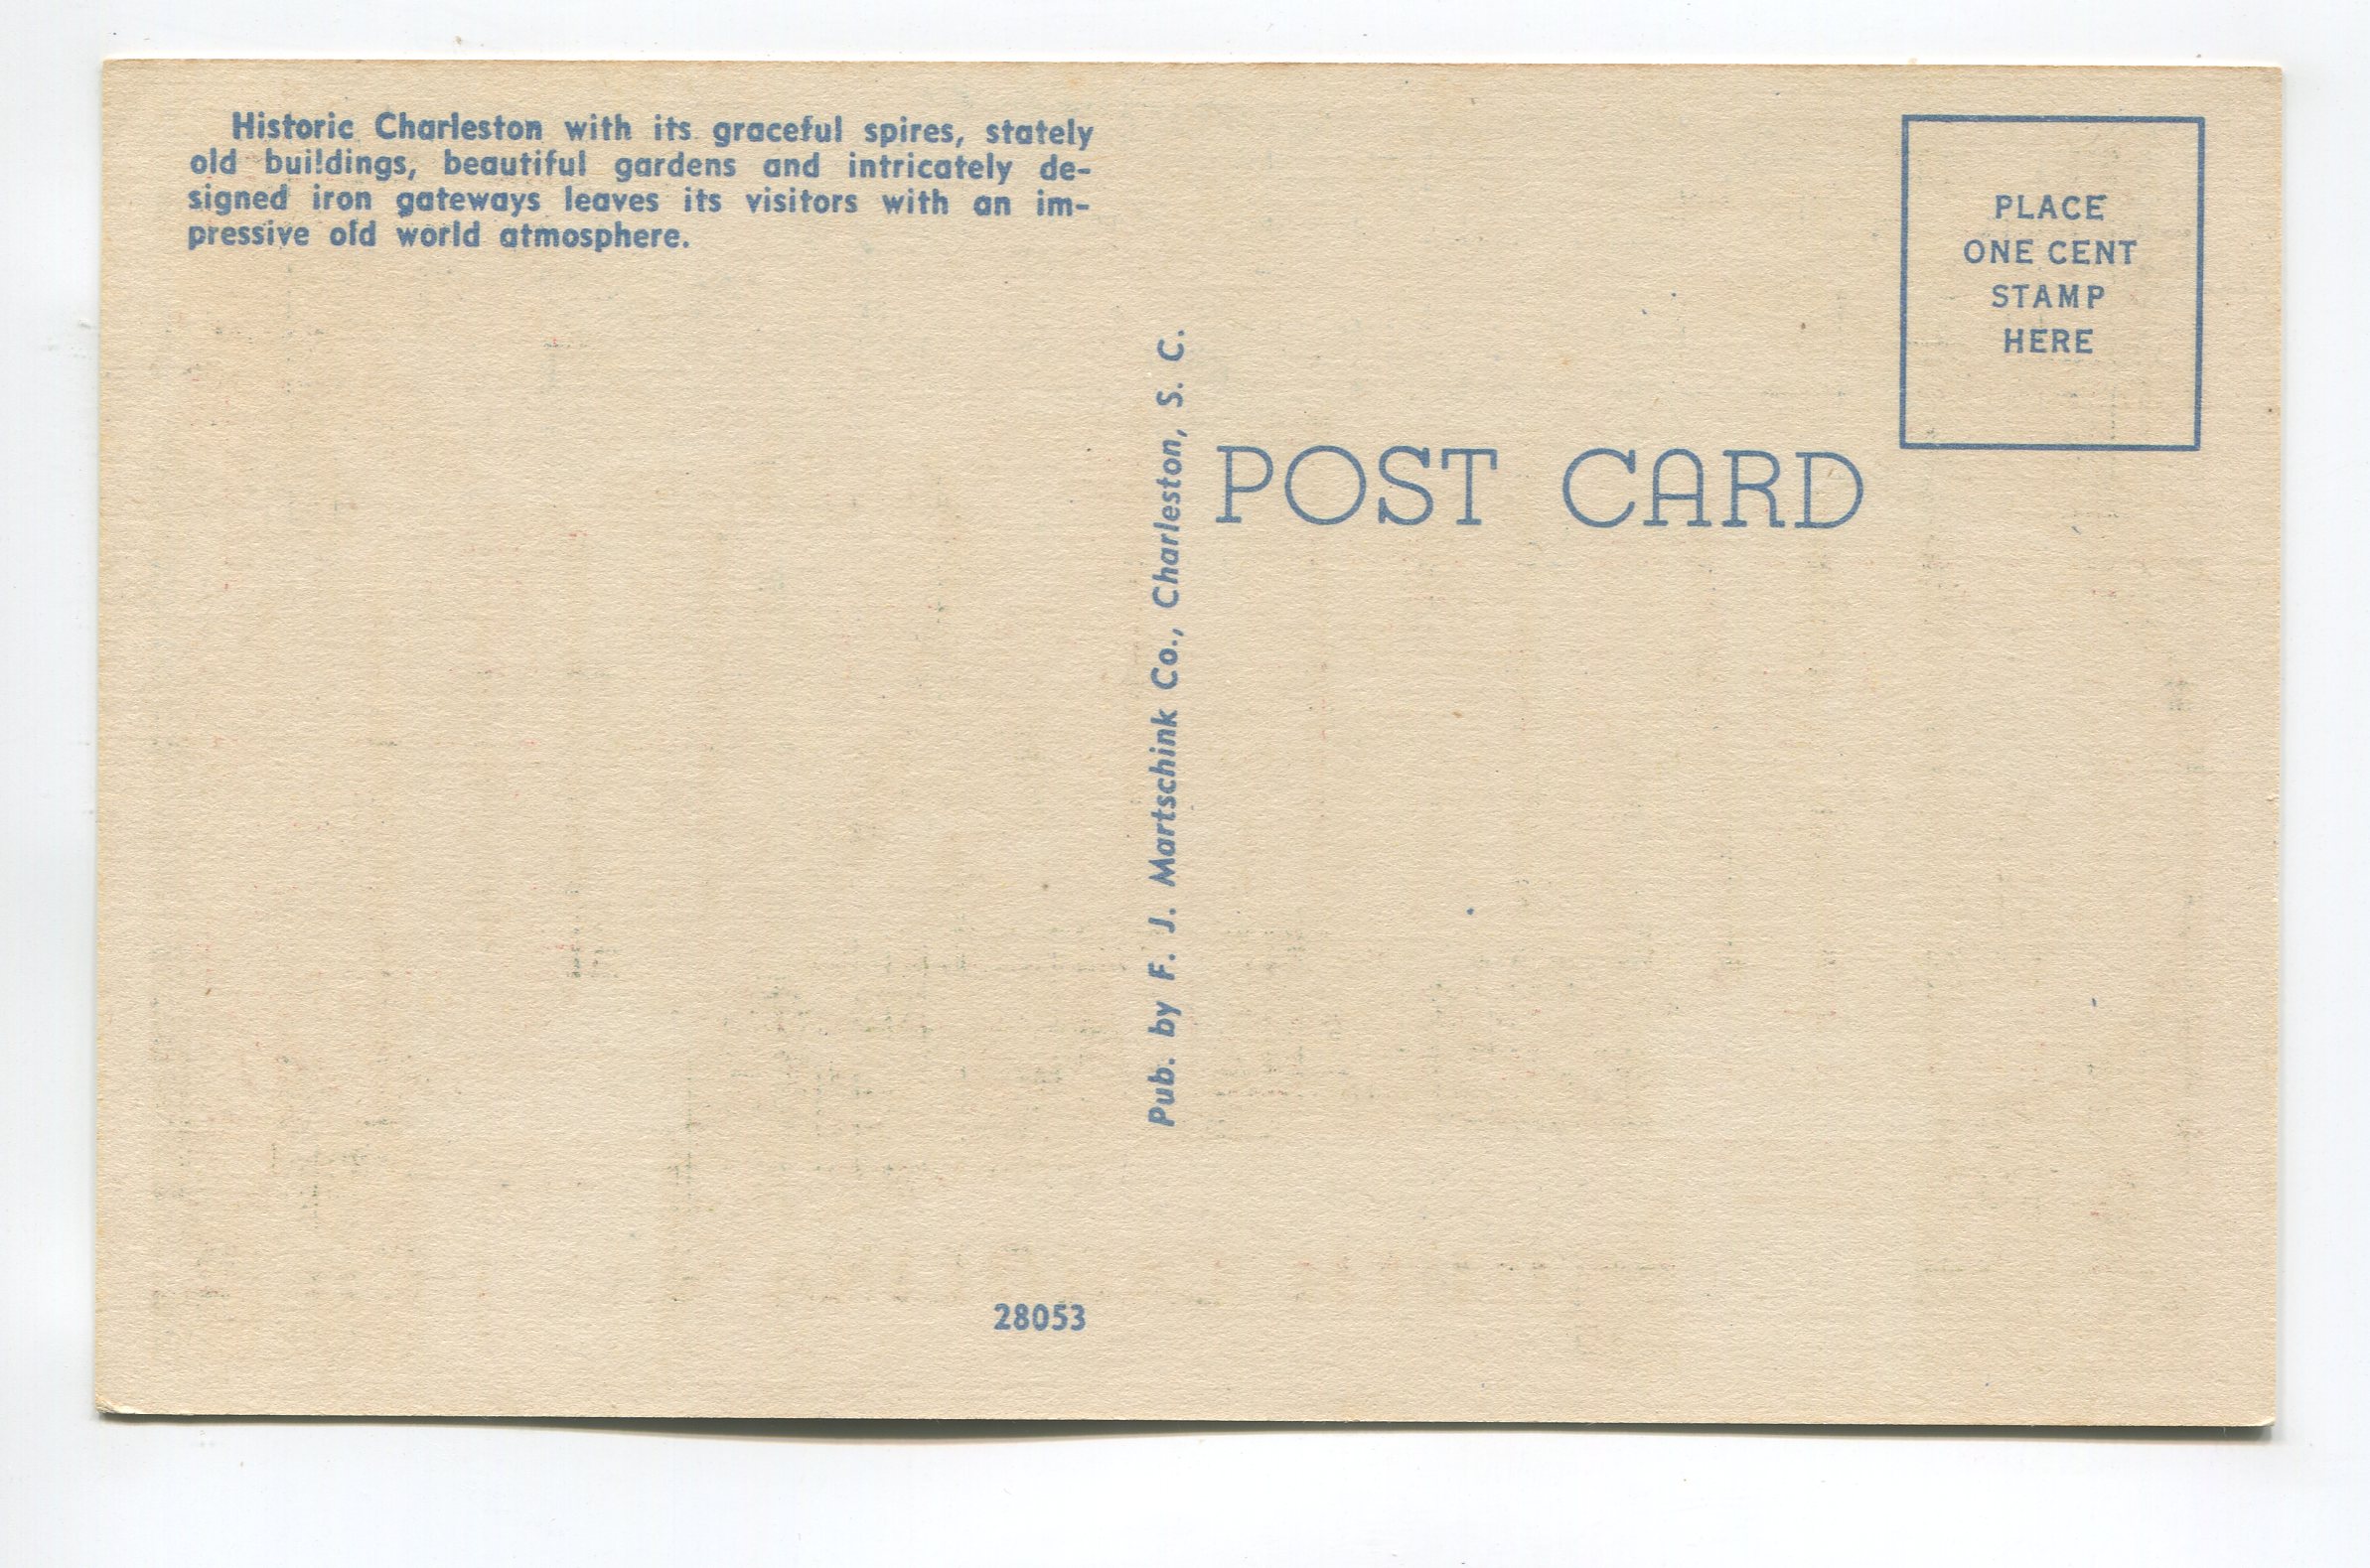 Historic Charleston with its graceful spires, stately
old buildings, beautiful gardens and intricately de-
signed iron gateways leaves its visitors with an im-
pressive old world atmosphere.
PLACE
ONE CENT
STAMP
HERE
POST CARD
Pub. by F. J. Martschink Co., Charleston, S. C.
28053